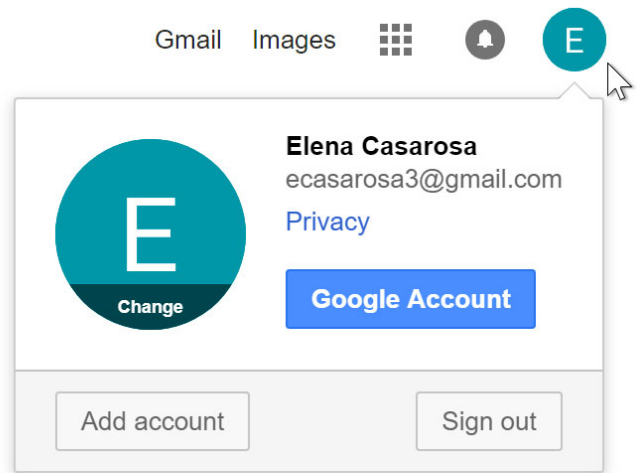 Gmail Images E
Elena Casarosa
ecasarosa3@gmail.com
Privacy
E
Change
Google Account
Add account Sign out